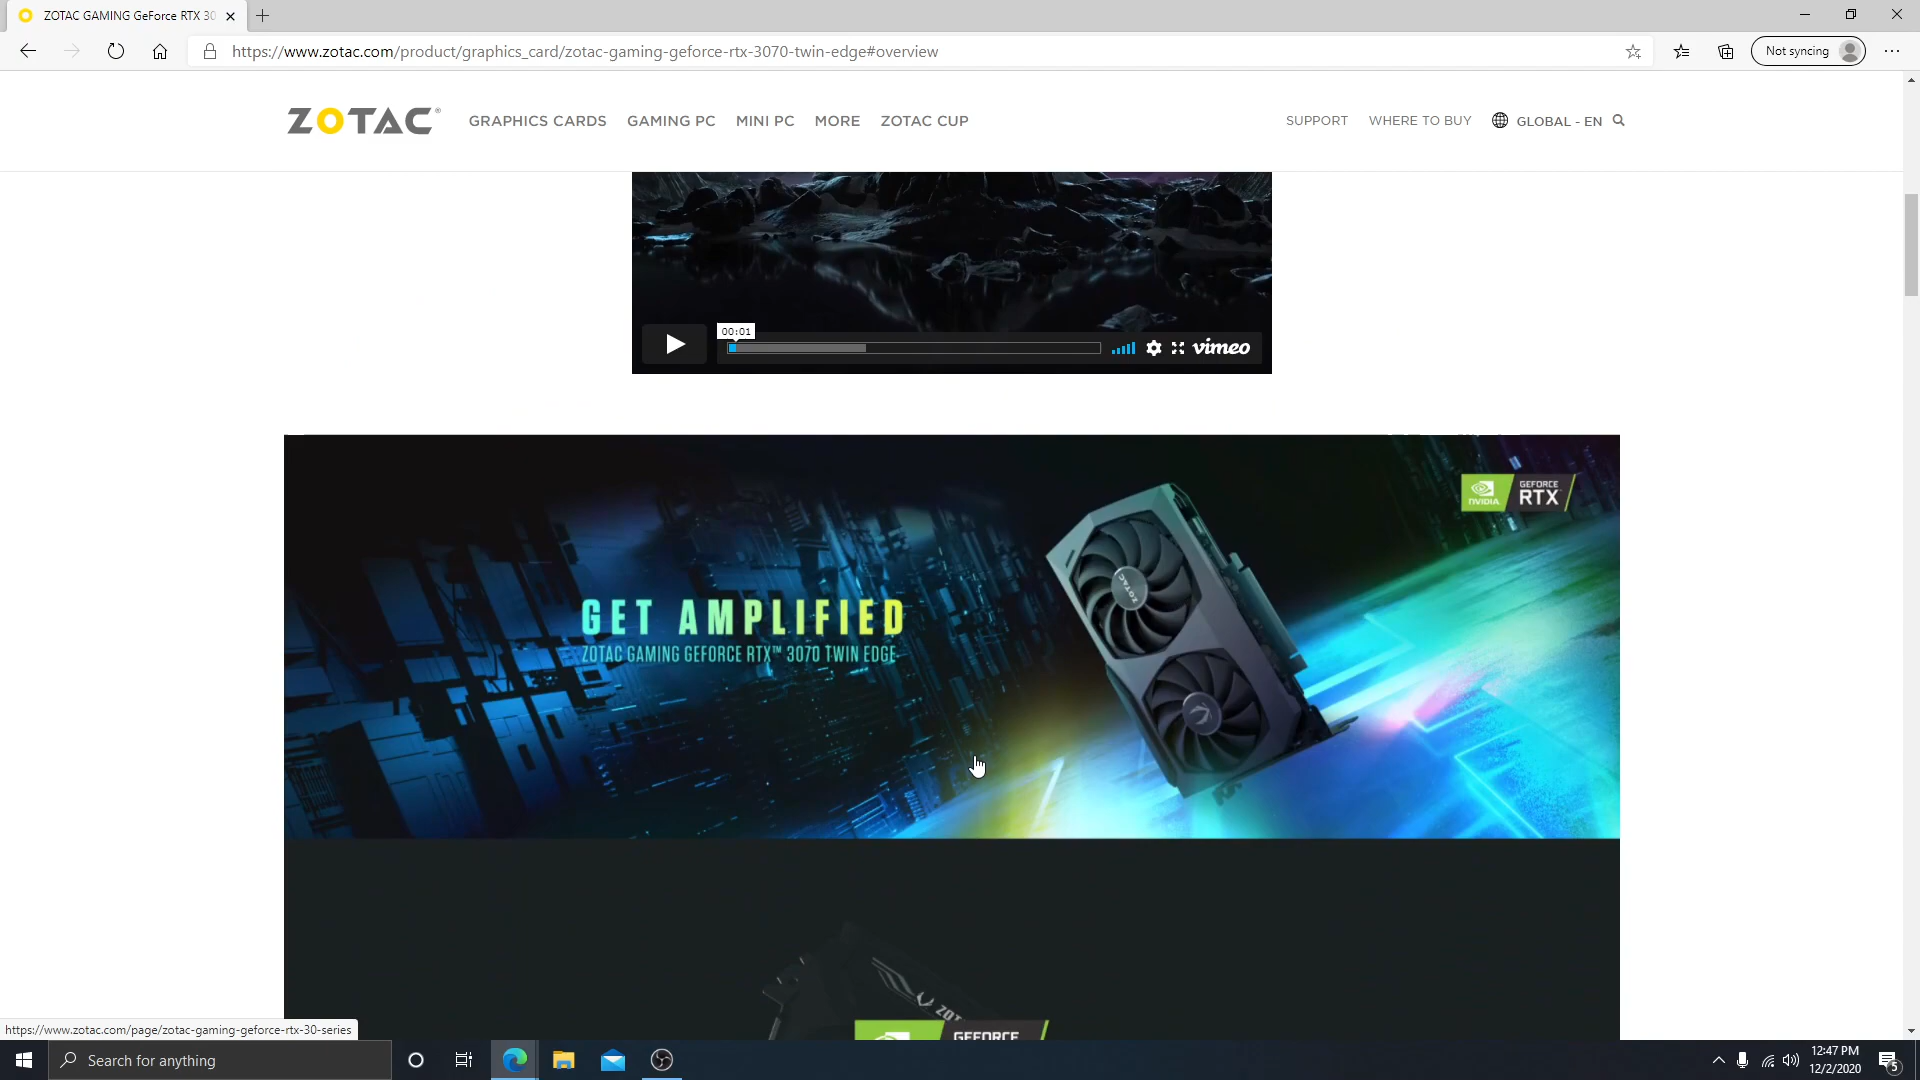 ZOTAC GAMING GeForce RTX 30
https://www.zotac.com/product/graphics_card/zotac-gaming-geforce-rtx-3070-twin-edge#overview
Not syncing
ZOTAC®
GRAPHICS CARDS GAMING PC MINI PC MORE ZOTAC CUP
SUPPORT WHERE TO BUY GLOBAL - EN
00:01
vimeo
NVIDIA GEFORCE RTX
GET AMPLIFIED
ZOTAC GAMING GEFORCE RTX™ 3070 TWIN EDGE
ZOTAC
GEFORCE
https://www.zotac.com/page/zotac-gaming-geforce-rtx-30-series
Search for anything
12:47 PM
12/2/2020
5